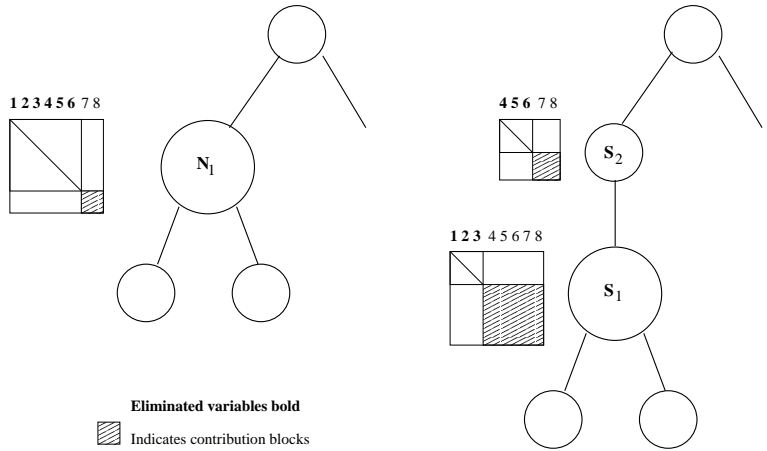 1 2 3 4 5 6 7 8
N1
4 5 6 7 8
S2
1 2 3 4 5 6 7 8
S1
Eliminated variables bold
Indicates contribution blocks